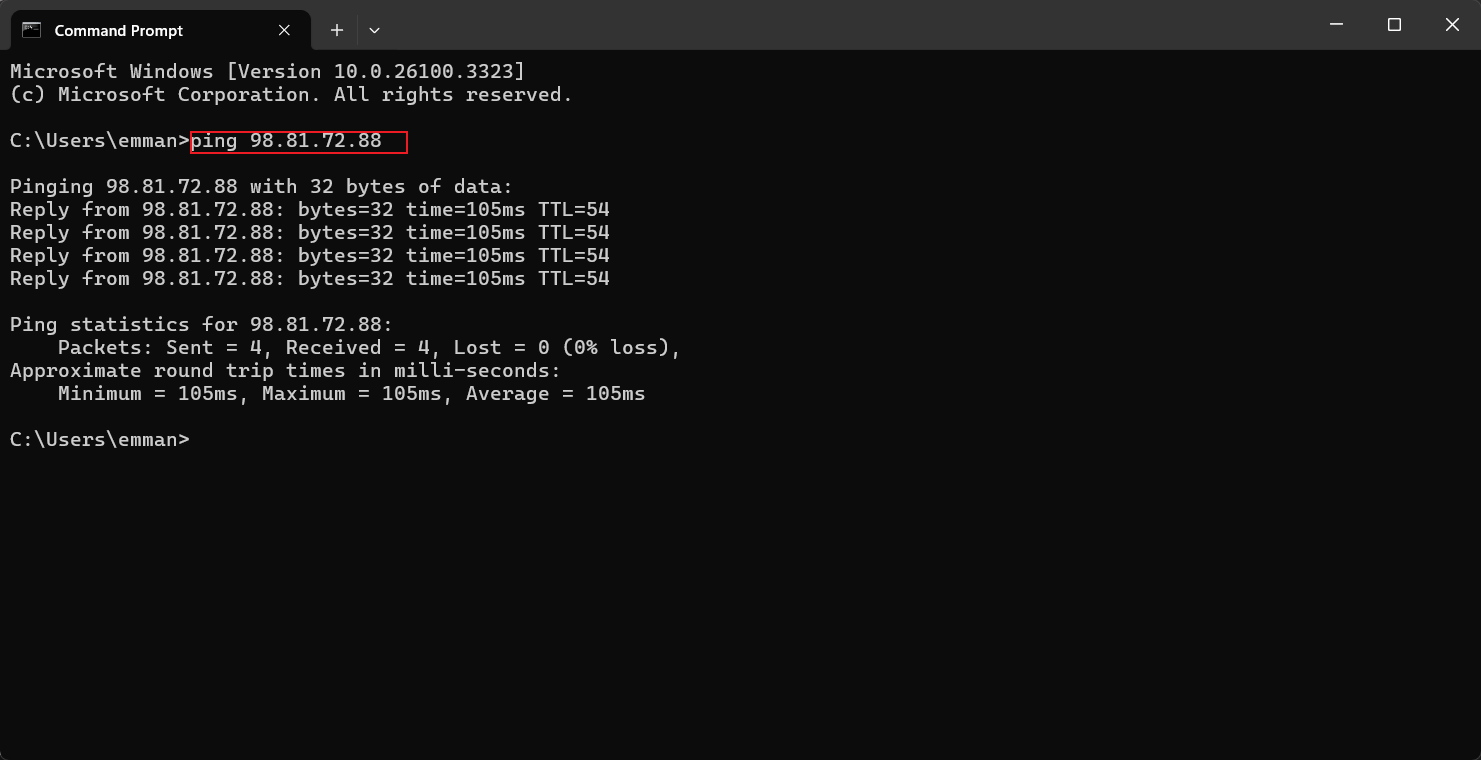 Command Prompt
Microsoft Windows [Version 10.0.26100.3323]
(c) Microsoft Corporation. All rights reserved.
C:\Users\emman>ping 98.81.72.88
Pinging 98.81.72.88 with 32 bytes of data:
Reply from 98.81.72.88: bytes=32 time=105ms TTL=54
Reply from 98.81.72.88: bytes=32 time=105ms TTL=54
Reply from 98.81.72.88: bytes=32 time=105ms TTL=54
Reply from 98.81.72.88: bytes=32 time=105ms TTL=54
Ping statistics for 98.81.72.88:
    Packets: Sent = 4, Received = 4, Lost = 0 (0% loss),
Approximate round trip times in milli-seconds:
    Minimum = 105ms, Maximum = 105ms, Average = 105ms
C:\Users\emman>